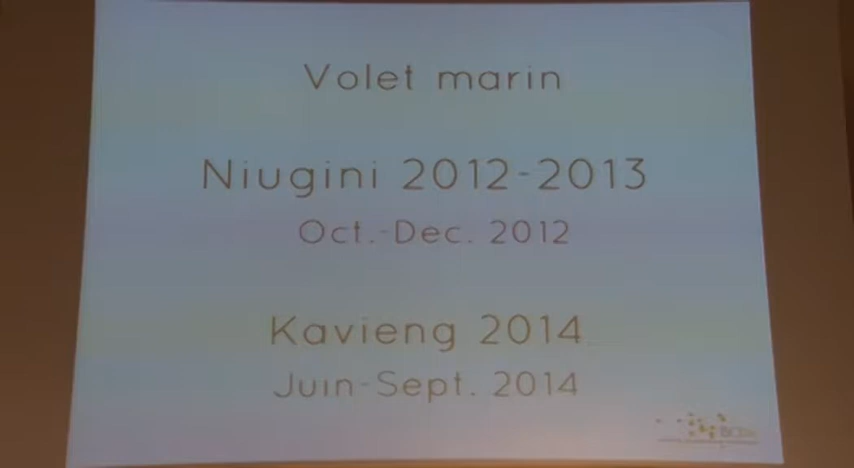 Volet marin
Niugini 2012-2013
Oct.-Dec. 2012
Kavieng 2014
Juin-Sept. 2014